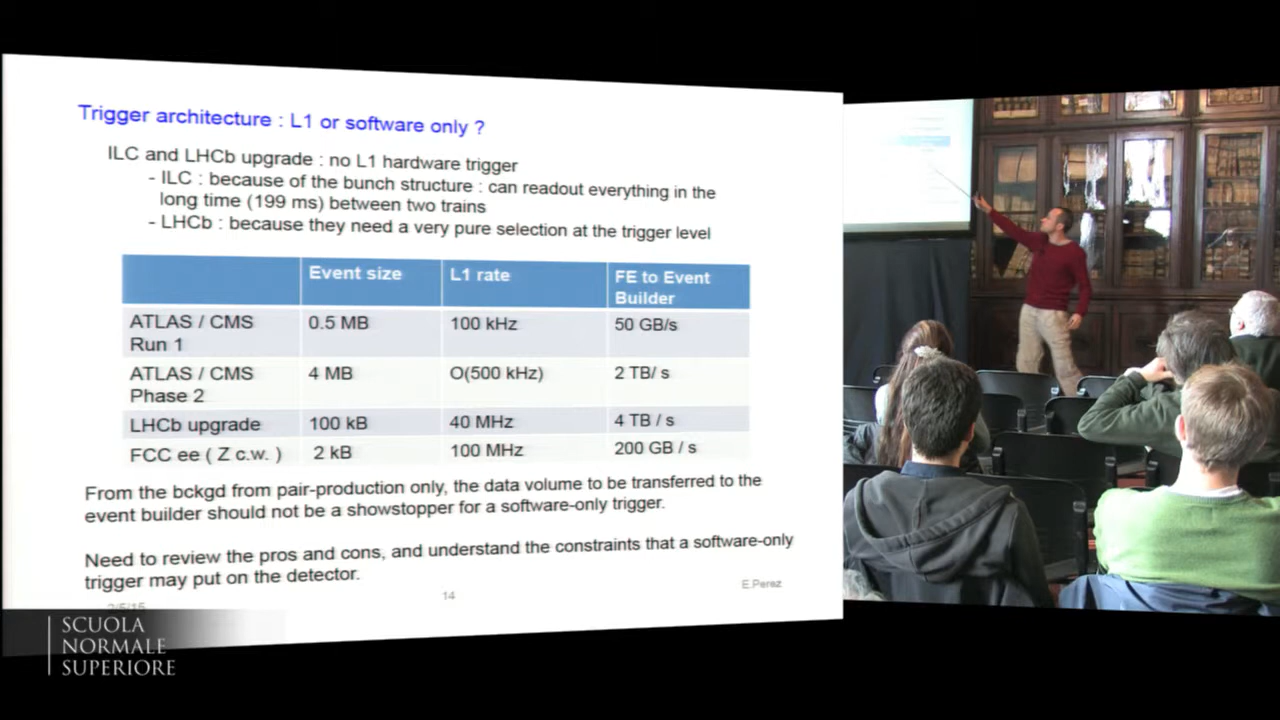 Trigger architecture : L1 or software only ?
ILC and LHCb upgrade : no L1 hardware trigger
- ILC : because of the bunch structure : can readout everything in the
long time (199 ms) between two trains
- LHCb : because they need a very pure selection at the trigger level
Event size L1 rate FE to Event
Builder
ATLAS / CMS 0.5 MB 100 kHz 50 GB/s
Run 1
ATLAS / CMS 4 MB O(500 kHz) 2 TB/ s
Phase 2
LHCb upgrade 100 kB 40 MHz 4 TB / s
FCC ee ( Z c.w. ) 2 kB 100 MHz 200 GB / s
From the bckgd from pair-production only, the data volume to be transferred to the
event builder should not be a showstopper for a software-only trigger.
Need to review the pros and cons, and understand the constraints that a software-only
trigger may put on the detector.
14
E.Perez
SCUOLA
NORMALE
SUPERIORE